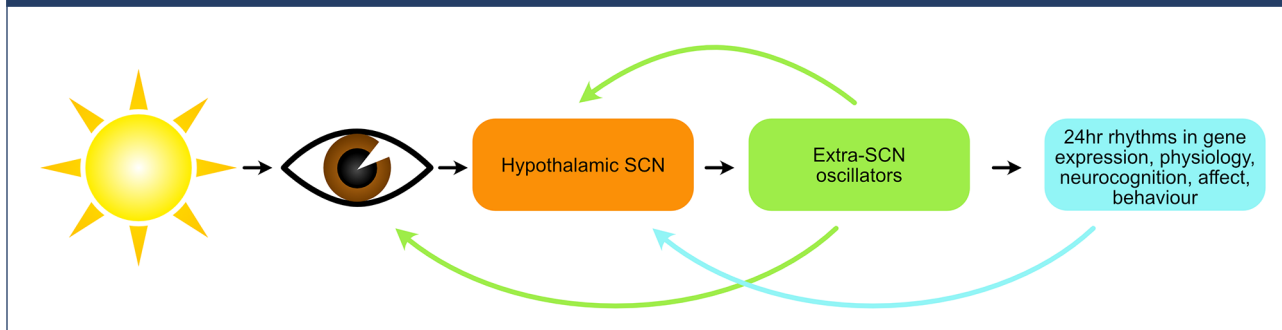 Hypothalamic SCN
Extra-SCN
oscillators
24hr rhythms in gene
expression, physiology,
neurocognition, affect,
behaviour